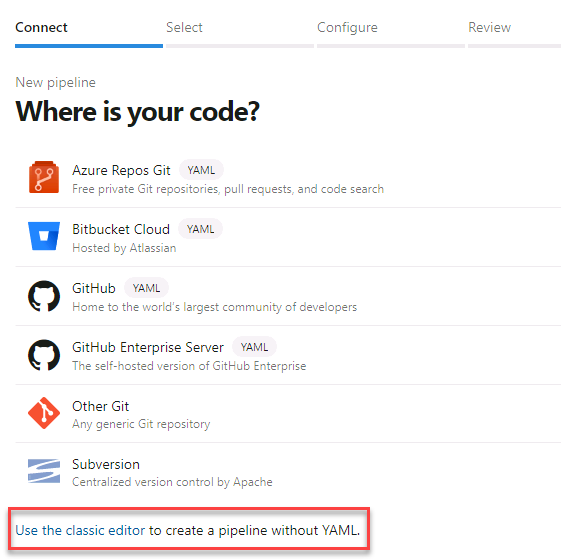 Connect Select Configure Review
New pipeline
Where is your code?
Azure Repos Git YAML
Free private Git repositories, pull requests, and code search
Bitbucket Cloud YAML
Hosted by Atlassian
GitHub YAML
Home to the world's largest community of developers
GitHub Enterprise Server YAML
The self-hosted version of GitHub Enterprise
Other Git
Any generic Git repository
Subversion
Centralized version control by Apache
Use the classic editor to create a pipeline without YAML.